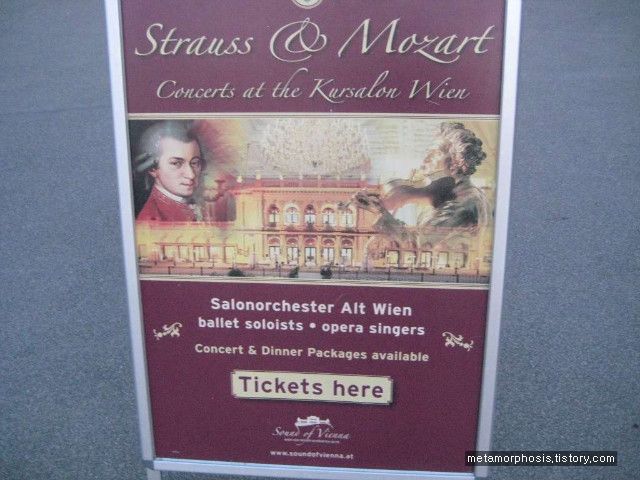 Strauss & Mozart
Concerts at the Kursalon Wien
Salonorchester Alt Wien
ballet soloists • opera singers
Concert & Dinner Packages available
Tickets here
Sound of Vienna
www.soundofvienna.at
metamorphosis.tistory.com